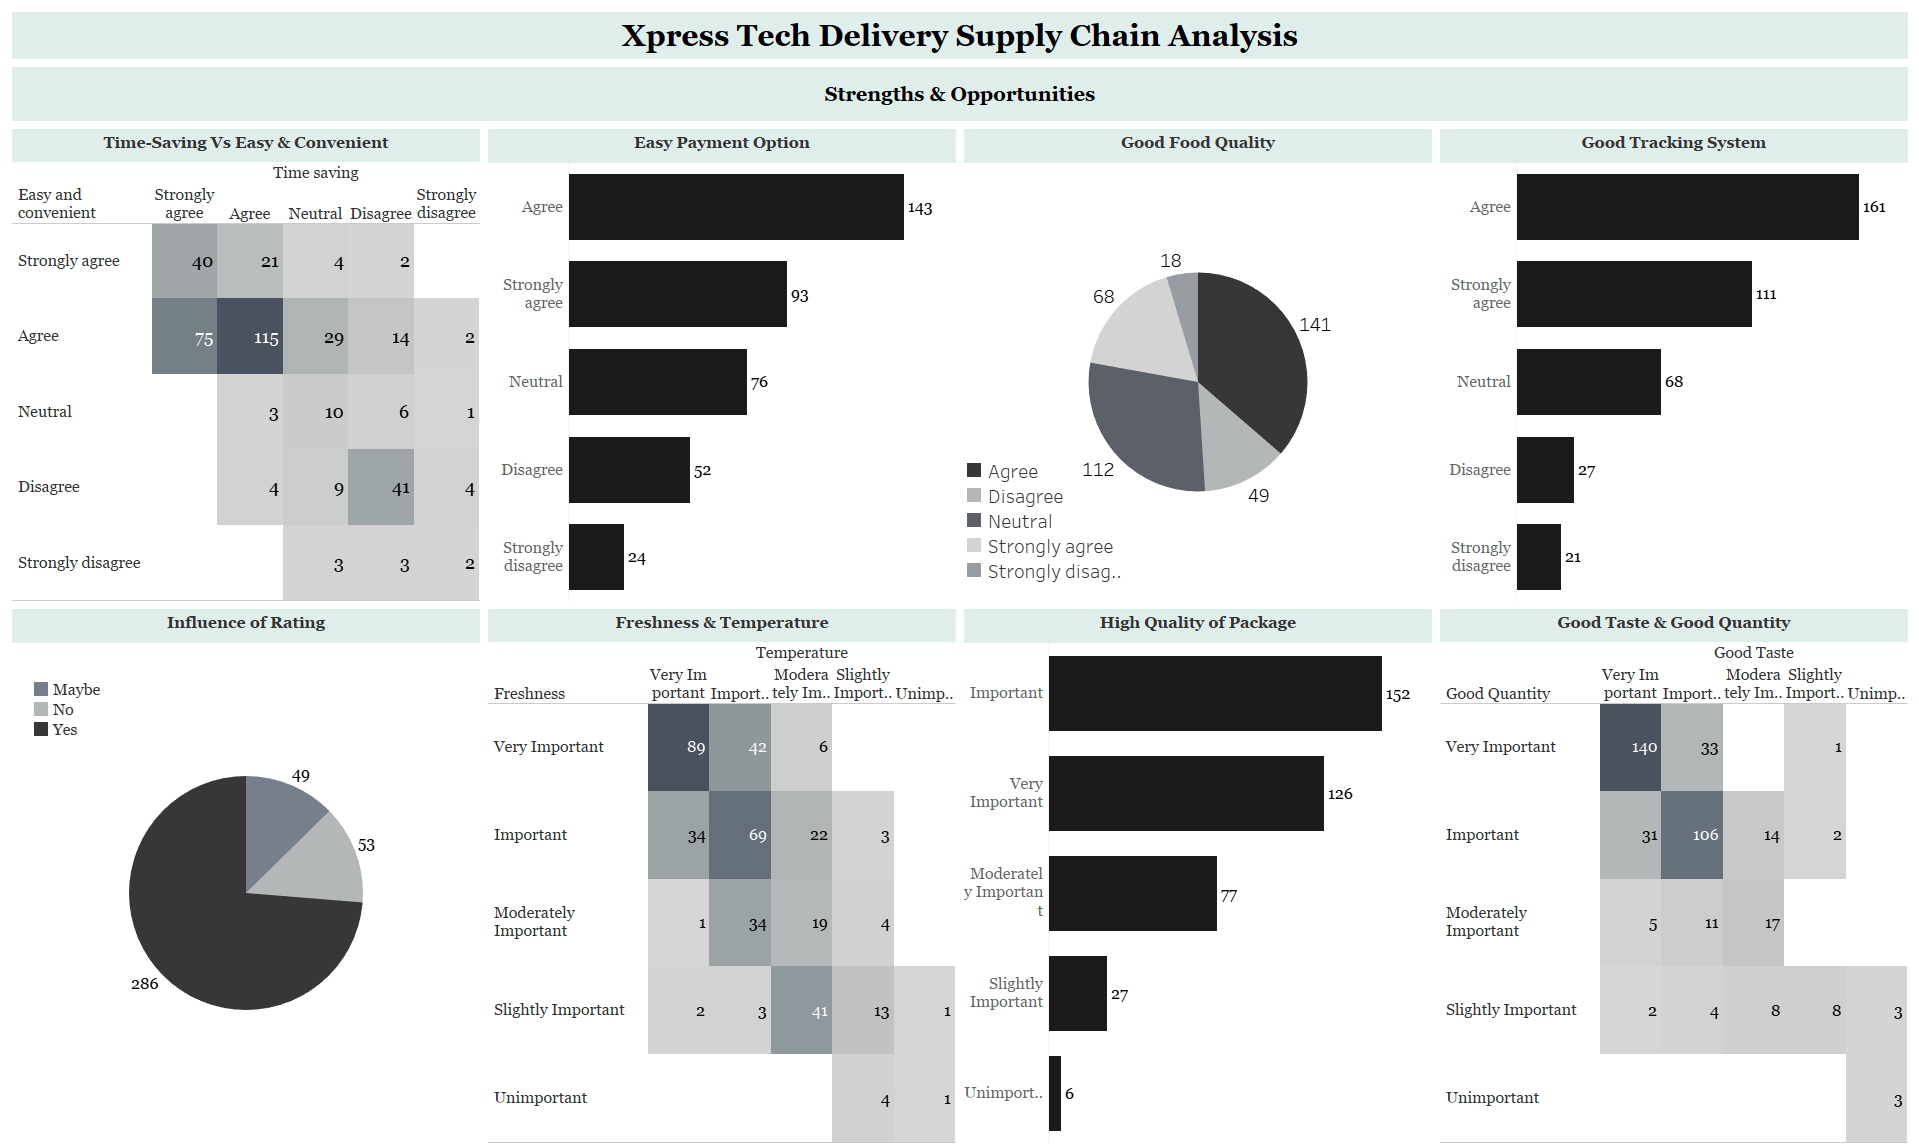 Xpress Tech Delivery Supply Chain Analysis
Strengths & Opportunities
Time-Saving Vs Easy & Convenient
Time saving
Easy and
convenient
Strongly
agree
Agree
Neutral
Disagree
Strongly
disagree
Strongly agree
40 21 4 2
Agree
75 115 29 14 2
Neutral
3 10 6 1
Disagree
4 9 41 4
Strongly disagree
3 3 2
Easy Payment Option
Agree
143
Strongly
agree
93
Neutral
76
Disagree
52
Strongly
disagree
24
Good Food Quality
18
68
141
112
49
Agree
Disagree
Neutral
Strongly agree
Strongly disag..
Good Tracking System
Agree
161
Strongly
agree
111
Neutral
68
Disagree
27
Strongly
disagree
21
Influence of Rating
Maybe
No
Yes
49
53
286
Freshness & Temperature
Temperature
Freshness
Very Im
portant
Import..
Modera
tely Im..
Slightly
Import..
Unimp..
Very Important
89 42 6
Important
34 69 22 3
Moderately
Important
1 34 19 4
Slightly Important
2 3 41 13 1
Unimportant
4 1
High Quality of Package
Important
152
Very
Important
126
Moderatel
y Importan
t
77
Slightly
Important
27
Unimport..
6
Good Taste & Good Quantity
Good Taste
Good Quantity
Very Im
portant
Import..
Modera
tely Im..
Slightly
Import..
Unimp..
Very Important
140 33 1
Important
31 106 14 2
Moderately
Important
5 11 17
Slightly Important
2 4 8 8 3
Unimportant
3